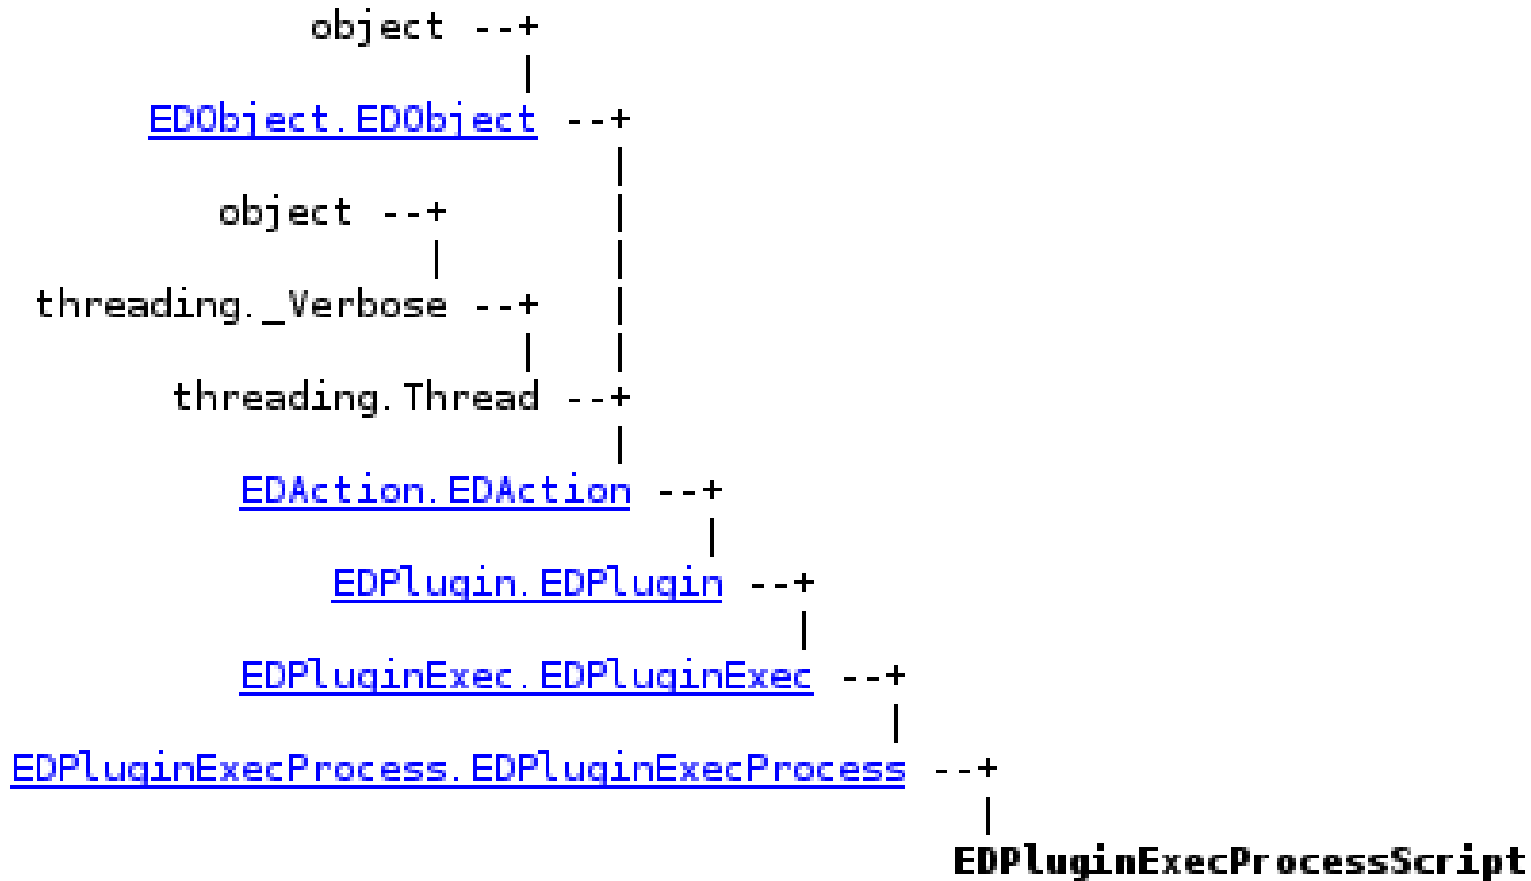 object --+
|
EDObject.EDObject --+
|
object --+ |
| |
threading._Verbose --+ |
| |
threading.Thread --+
|
EDAction.EDAction --+
|
EDPlugin.EDPlugin --+
|
EDPluginExec.EDPluginExec --+
|
EDPluginExecProcess.EDPluginExecProcess --+
|
EDPluginExecProcessScript